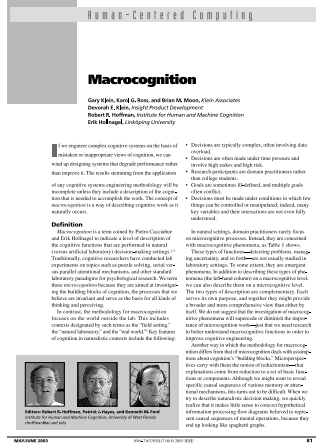 Human-Centered Computing
Macrocognition
Gary Klein, Karol G. Ross, and Brian M. Moon, Klein Associates
Devorah E. Klein, Insight Product Development
Robert R. Hoffman, Institute for Human and Machine Cognition
Erik Hollnagel, Linköping University
If we engineer complex cognitive systems on the basis of
mistaken or inappropriate views of cognition, we can
wind up designing systems that degrade performance rather
than improve it. The results stemming from the application
of any cognitive systems engineering methodology will be
incomplete unless they include a description of the cogni-
tion that is needed to accomplish the work. The concept of
macrocognition is a way of describing cognitive work as it
naturally occurs.
Definition
Macrocognition is a term coined by Pietro Cacciabue
and Erik Hollnagel to indicate a level of description of
the cognitive functions that are performed in natural
(versus artificial laboratory) decision-making settings.
Traditionally, cognitive researchers have conducted lab
experiments on topics such as puzzle solving, serial ver-
sus parallel attentional mechanisms, and other standard
laboratory paradigms for psychological research. We term
these microcognition because they are aimed at investigat-
ing the building blocks of cognition, the processes that we
believe are invariant and serve as the basis for all kinds of
thinking and perceiving.
In contrast, the methodology for macrocognition
focuses on the world outside the lab. This includes
contexts designated by such terms as the “field setting,”
the “natural laboratory,” and the “real world.” Key features
of cognition in naturalistic contexts include the following:
• Decisions are typically complex, often involving data
overload.
• Decisions are often made under time pressure and
involve high stakes and high risk.
• Research participants are domain practitioners rather
than college students.
• Goals are sometimes ill-defined, and multiple goals
often conflict.
• Decisions must be made under conditions in which few
things can be controlled or manipulated; indeed, many
key variables and their interactions are not even fully
understood.
In natural settings, domain practitioners rarely focus
on microcognitive processes. Instead, they are concerned
with macrocognitive phenomena, as Table 1 shows.
These types of functions—detecting problems, manag-
ing uncertainty, and so forth—are not usually studied in
laboratory settings. To some extent, they are emergent
phenomena. In addition to describing these types of phe-
nomena (the left-hand column) on a macrocognitive level,
we can also describe them on a microcognitive level.
The two types of description are complementary. Each
serves its own purpose, and together they might provide
a broader and more comprehensive view than either by
itself. We do not suggest that the investigation of macrocog-
nitive phenomena will supersede or diminish the impor-
tance of microcognition work—just that we need research
to better understand macrocognitive functions in order to
improve cognitive engineering.
Another way in which the methodology for macrocog-
nition differs from that of microcognition deals with assump-
tions about cognition’s “building blocks.” Microperspec-
tives carry with them the notion of reductionism—that
explanations come from reduction to a set of basic func-
tions or components. Although we might want to reveal
specific causal sequences of various memory or atten-
tional mechanisms, this turns out to be difficult. When we
try to describe naturalistic decision making, we quickly
realize that it makes little sense to concoct hypothetical
information processing flow diagrams believed to repre-
sent causal sequences of mental operations, because they
end up looking like spaghetti graphs.
Editors: Robert R. Hoffman, Patrick J. Hayes, and Kenneth M. Ford
Institute for Human and Machine Cognition, University of West Florida
rhoffman@ai.uwf.edu
MAY/JUNE 2003
81